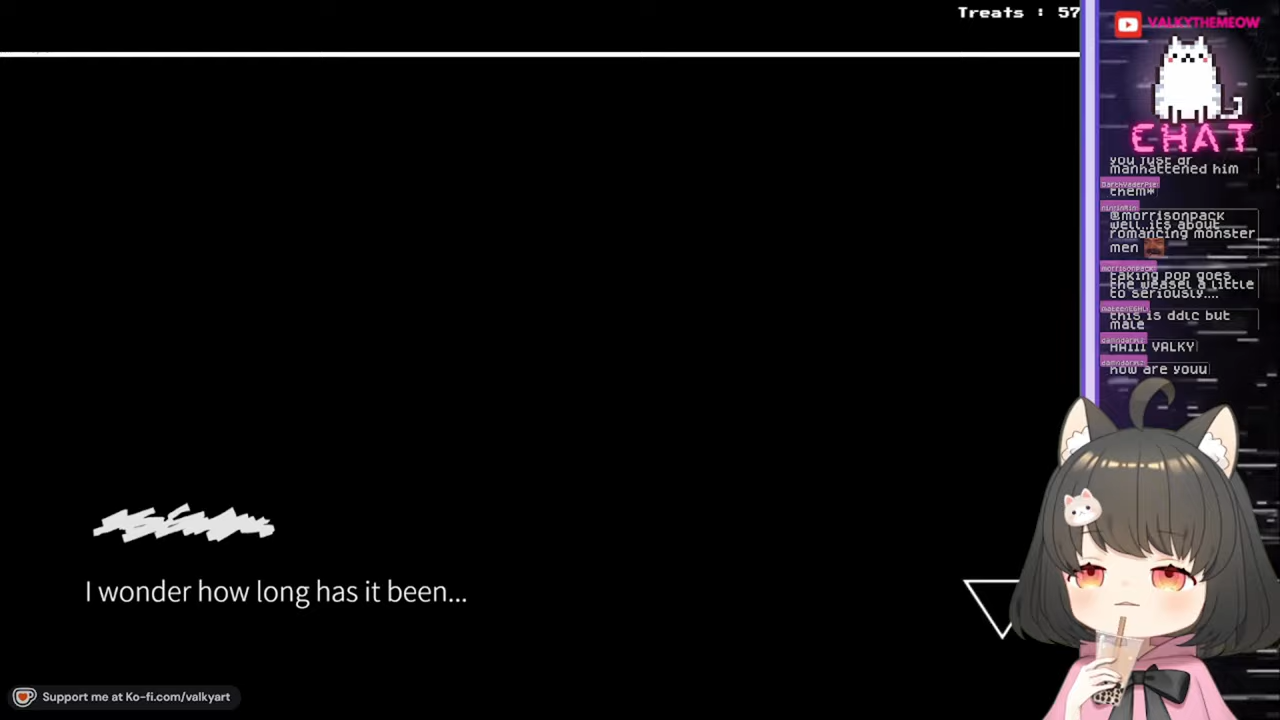 Treats : 57
VALKYTHEMEOW
CHAT
you just dr
manhattened him
them*
@morrisonpack
well..its about
romancing monster
men
morrisonpack:
taking pop goes
the weasel a little
to seriously....
this is ddlc but
male
HAIII VALKY
how are youu
I wonder how long has it been...
Support me at Ko-fi.com/valkyart